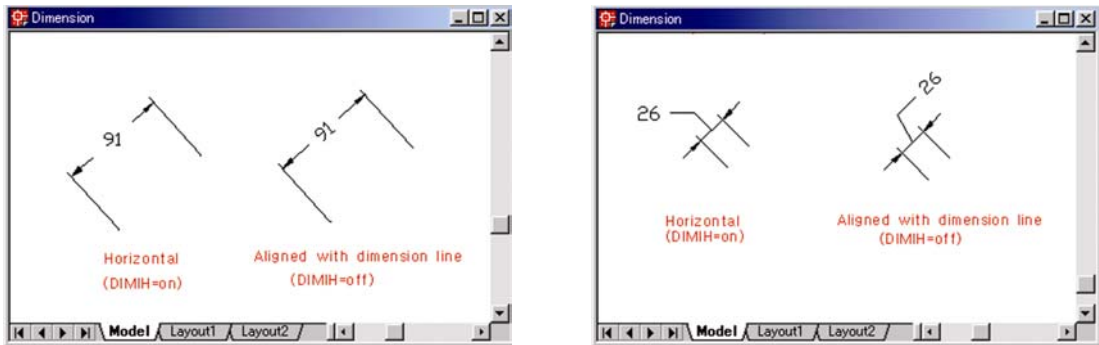 Dimension
91
91
Horizontal
(DIMIH=on)
Aligned with dimension line
(DIMIH=off)
Model
Layout1
Layout2
Dimension
26
26
Horizontal
(DIMIH=on)
Aligned with dimension line
(DIMIH=off)
Model
Layout1
Layout2